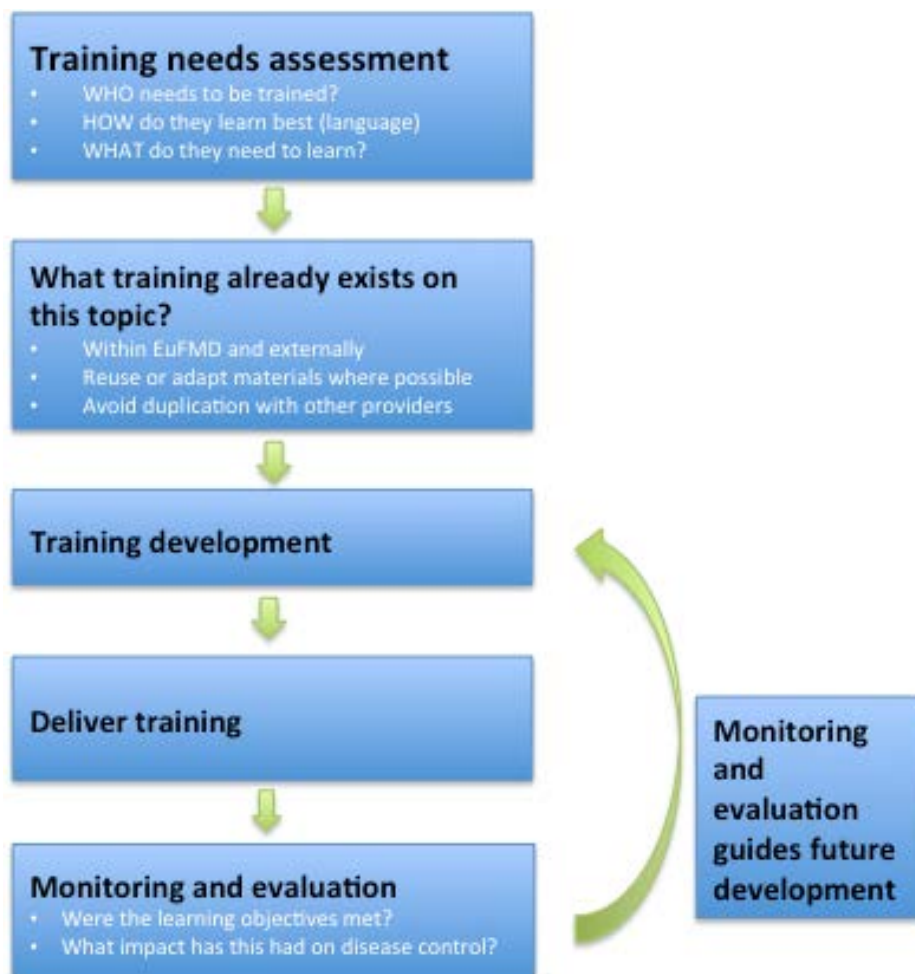 Training needs assessment
• WHO needs to be trained?
• HOW do they learn best (language)
• WHAT do they need to learn?
What training already exists on
this topic?
• Within EuFMD and externally
• Reuse or adapt materials where possible
• Avoid duplication with other providers
Training development
Deliver training
Monitoring and evaluation
• Were the learning objectives met?
• What impact has this had on disease control?
Monitoring
and
evaluation
guides future
development